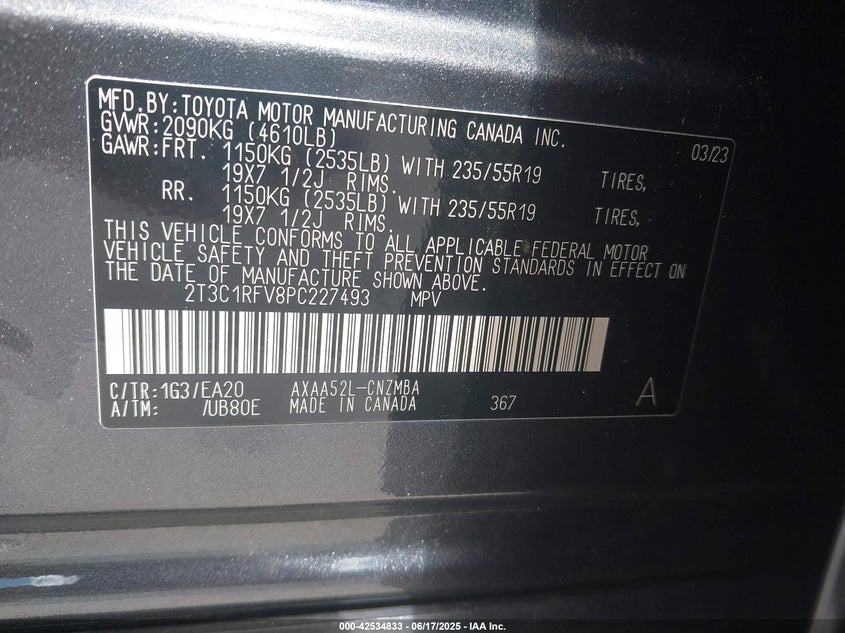 MFD.BY:TOYOTA MOTOR MANUFACTURING CANADA INC.
GVWR:2090KG (4610LB) 03/23
GAWR:FRT. 1150KG (2535LB) WITH 235/55R19 TIRES,
19X7 1/2J RIMS.
RR. 1150KG (2535LB) WITH 235/55R19 TIRES,
19X7 1/2J RIMS.
THIS VEHICLE CONFORMS TO ALL APPLICABLE FEDERAL MOTOR
VEHICLE SAFETY AND THEFT PREVENTION STANDARDS IN EFFECT ON
THE DATE OF MANUFACTURE SHOWN ABOVE.
2T3C1RFV8PC227493 MPV
C/TR:1G3/EA20 AXAA52L-CNZMBA
A/TM: /UB80E MADE IN CANADA 367 A
000-42534833 - 06/17/2025 - IAA Inc.